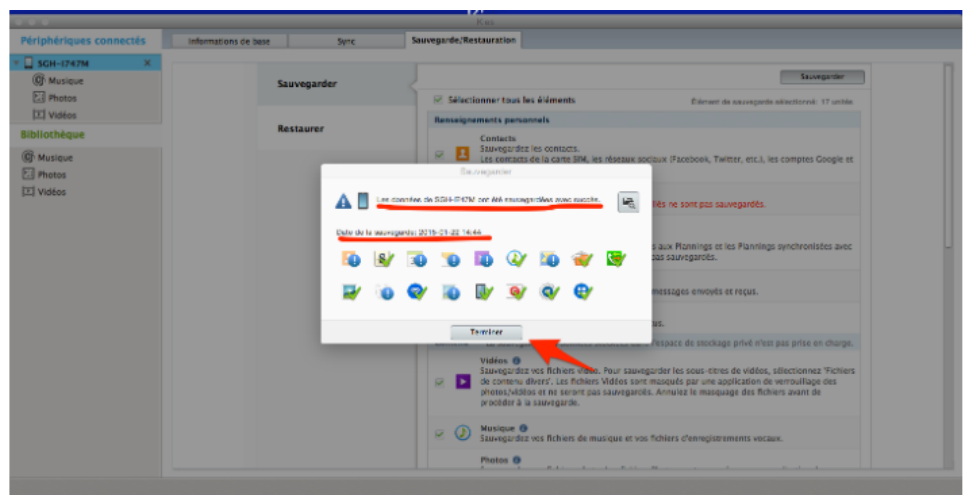 Kies
Périphériques connectés
Informations de base
Sync
Sauvegarde/Restauration
SGH-I747M
Musique
Photos
Vidéos
Bibliothèque
Musique
Photos
Vidéos
Sauvegarder
Restaurer
Sauvegarder
Sélectionner tous les éléments
Elément de sauvegarde sélectionné: 17 unités
Renseignements personnels
Contacts
Sauvegardez les contacts.
Les contacts de la carte SIM, les réseaux sociaux (Facebook, Twitter, etc.), les comptes Google et
liés ne sont pas sauvegardés.
aux Plannings et les Plannings synchronisées avec
pas sauvegardés.
messages envoyés et reçus.
l'espace de stockage privé n'est pas prise en charge.
Sauvegarder
Les données de SGH-I747M ont été sauvegardées avec succès.
Date de la sauvegarde: 2015-01-22 14:44
Terminer
Vidéos
Sauvegardez vos fichiers vidéo. Pour sauvegarder les sous-titres de vidéos, sélectionnez 'Fichiers
de contenu divers'. Les fichiers Vidéos sont masqués par une application de verrouillage des
photos/vidéos et ne seront pas sauvegardés. Annulez le masquage des fichiers avant de
procéder à la sauvegarde.
Musique
Sauvegardez vos fichiers de musique et vos fichiers d'enregistrements vocaux.
Photos